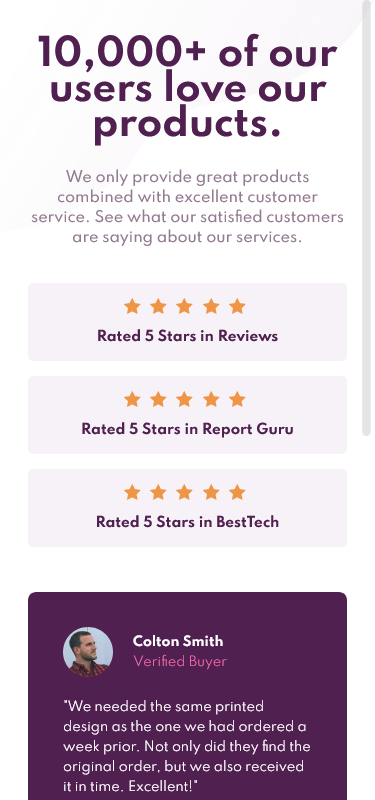 10,000+ of our
users love our
products.
We only provide great products
combined with excellent customer
service. See what our satisfied customers
are saying about our services.
Rated 5 Stars in Reviews
Rated 5 Stars in Report Guru
Rated 5 Stars in BestTech
Colton Smith
Verified Buyer
"We needed the same printed
design as the one we had ordered a
week prior. Not only did they find the
original order, but we also received
it in time. Excellent!"